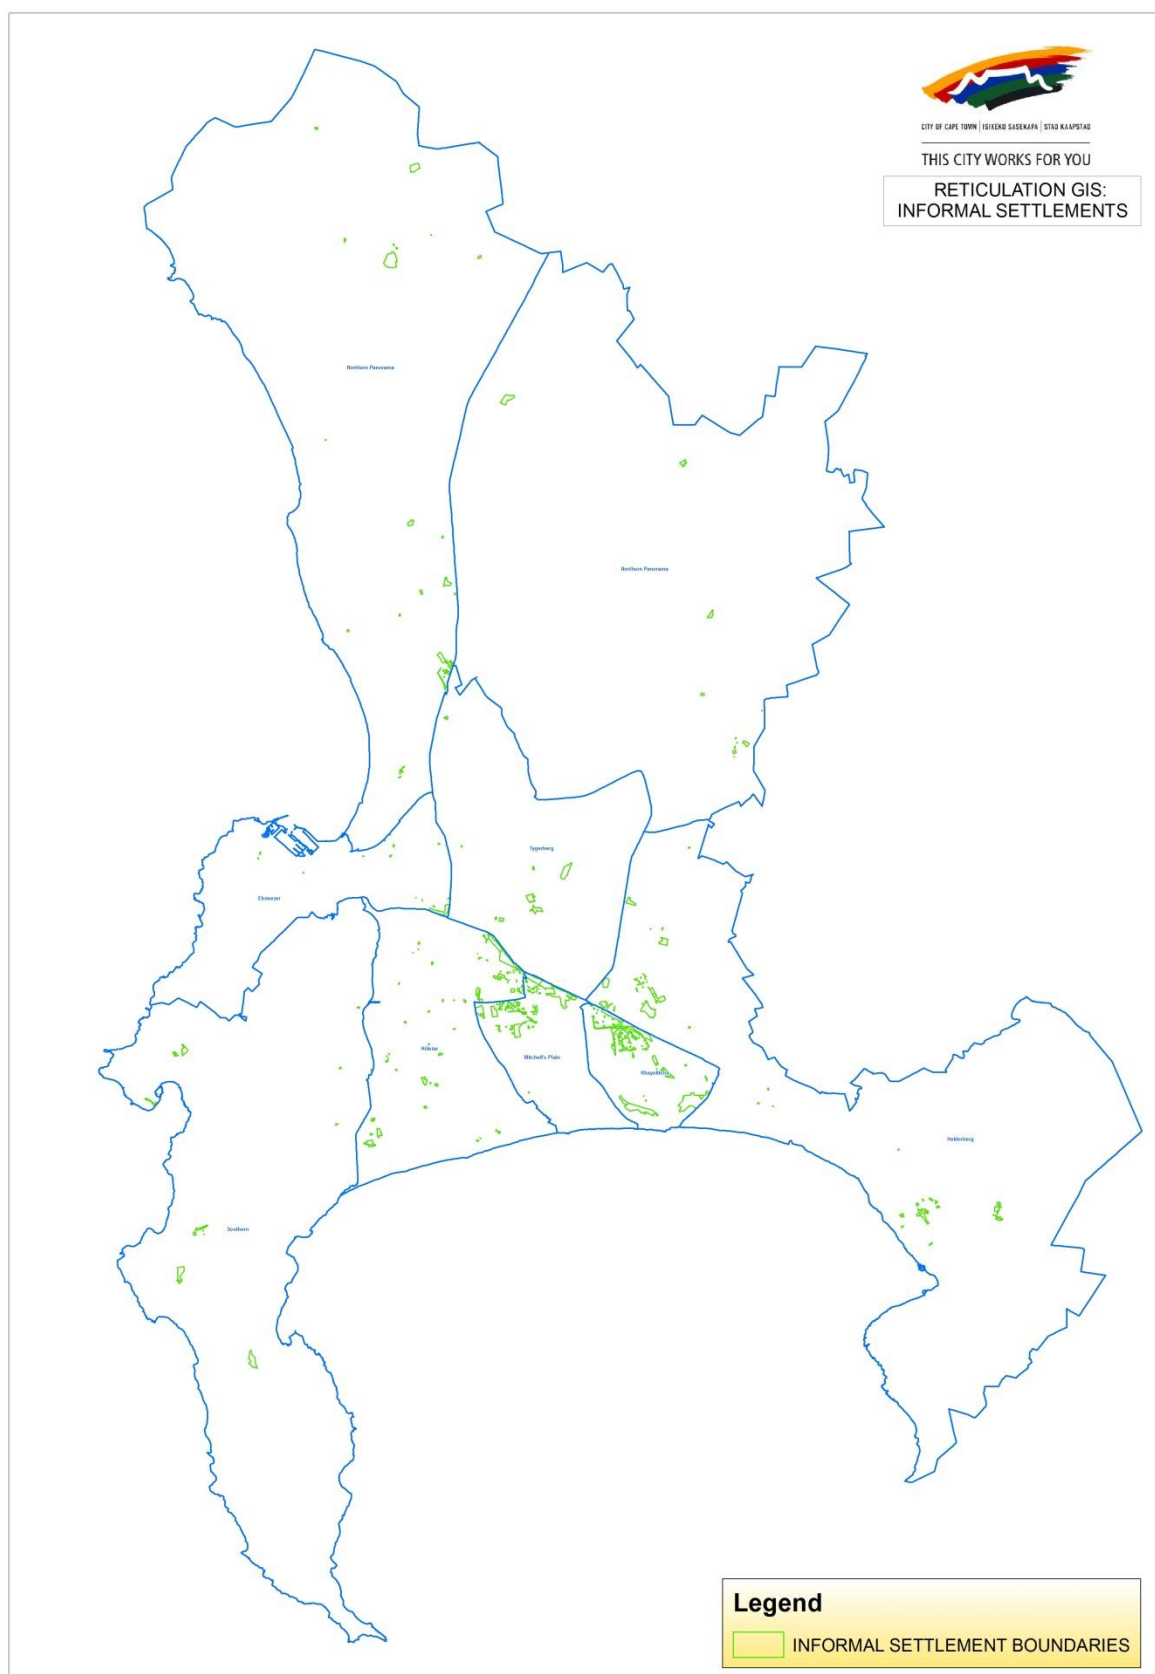 CITY OF CAPE TOWN | ISIXEKO SASEKAPA | STAD KAAPSTAD
THIS CITY WORKS FOR YOU
RETICULATION GIS:
INFORMAL SETTLEMENTS
Northern Panorama
Northern Panorama
Tygerberg
Ebenezer
Hillstar
Mitchell's Plain
Khayelitsha
Helderberg
Southern
Legend
INFORMAL SETTLEMENT BOUNDARIES